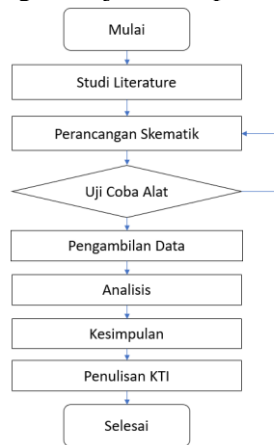 Mulai
Studi Literature
Perancangan Skematik
Uji Coba Alat
Pengambilan Data
Analisis
Kesimpulan
Penulisan KTI
Selesai